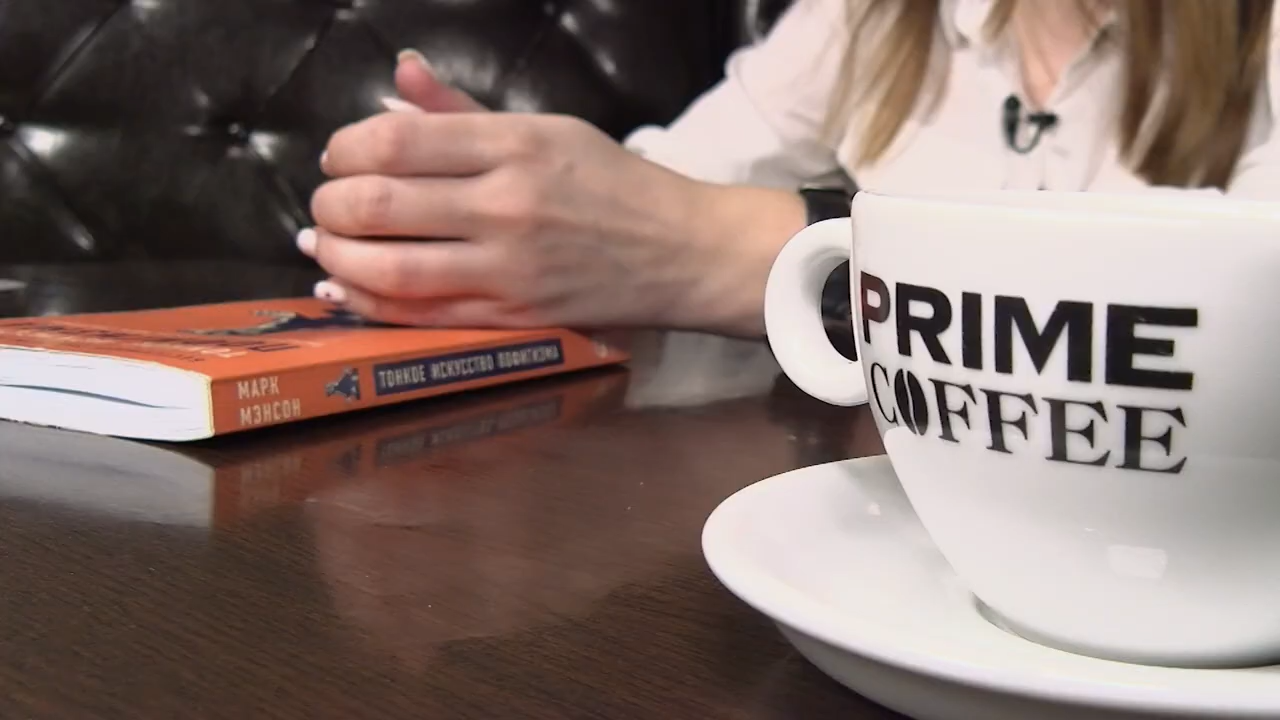 МАРК
МЭНСОН
ТОНКОЕ ИСКУССТВО ПОФИГИЗМА
PRIME
COFFEE